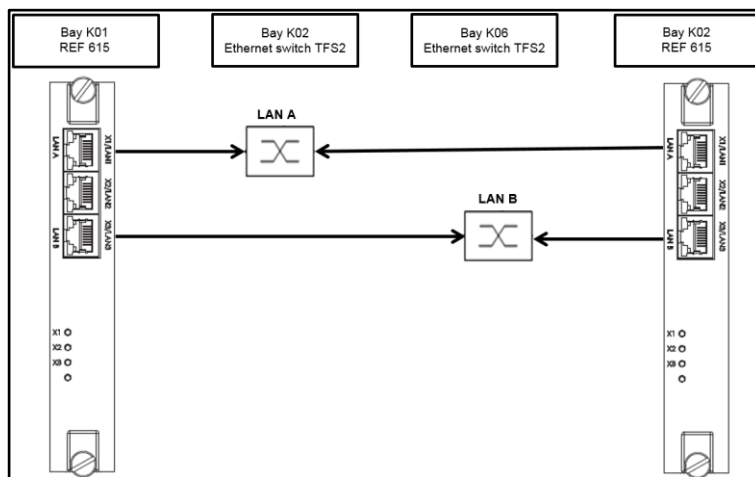 Bay K01
REF 615
Bay K02
Ethernet switch TFS2
Bay K06
Ethernet switch TFS2
Bay K02
REF 615
LAN A
LAN B
LAN A
X1/LAN1
X2/LAN2
LAN B
X3/LAN3
X1
X2
X3
LAN A
X1/LAN1
X2/LAN2
LAN B
X3/LAN3
X1
X2
X3